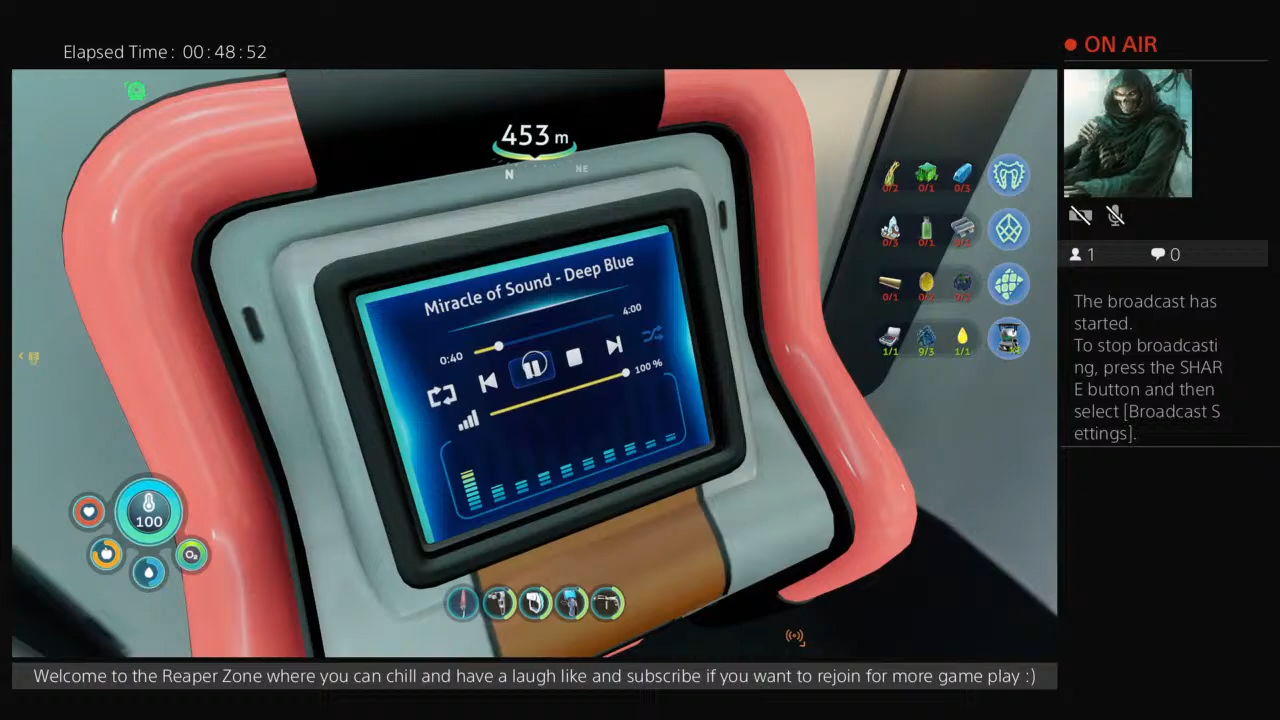 Elapsed Time: 00:48:52
ON AIR
453 m
N
NE
Miracle of Sound - Deep Blue
0:40
4:00
100 %
0/2 0/1 0/3
0/3 0/1 0/1
0/1
1/1 9/3 1/1
100
O₂
1
0
The broadcast has
started.
To stop broadcasti
ng, press the SHAR
E button and then
select [Broadcast S
ettings].
Welcome to the Reaper Zone where you can chill and have a laugh like and subscribe if you want to rejoin for more game play :)